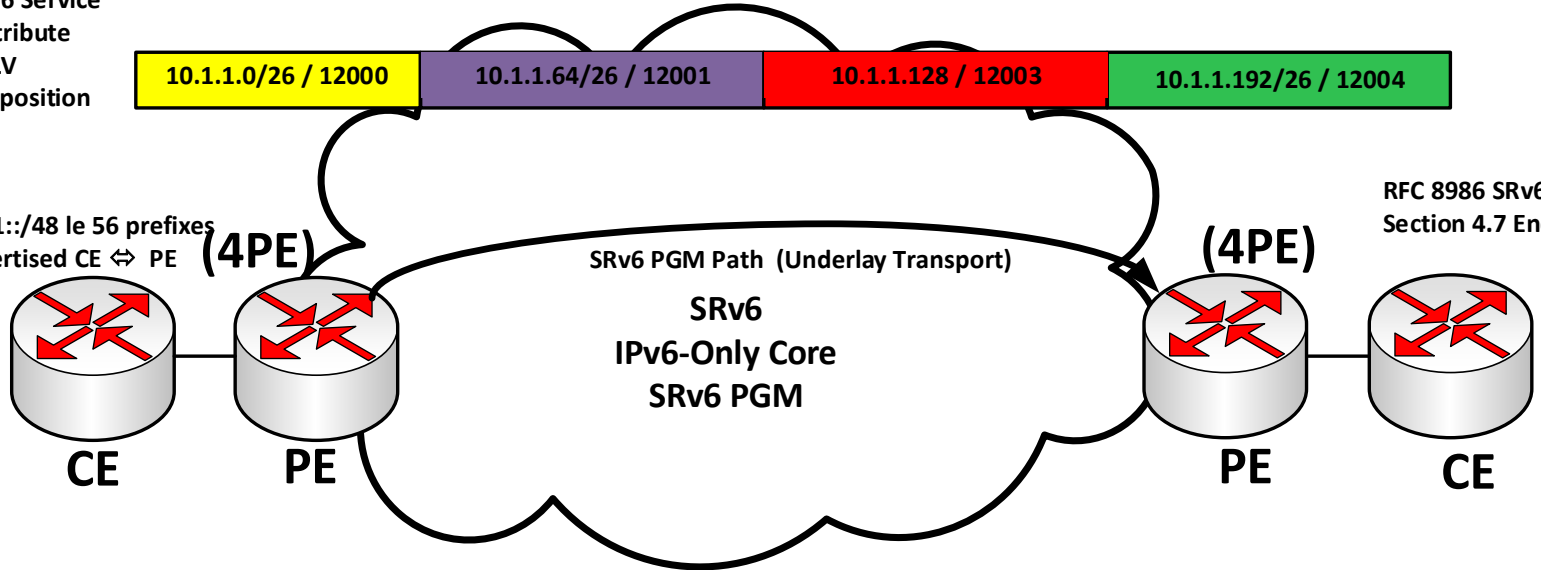 6 Service
tribute
LV
position
10.1.1.0/26 / 12000
10.1.1.64/26 / 12001
10.1.1.128 / 12003
10.1.1.192/26 / 12004
1::/48 le 56 prefixes
ertised CE ⬄ PE
(4PE)
SRv6 PGM Path (Underlay Transport)
SRv6
IPv6-Only Core
SRv6 PGM
(4PE)
RFC 8986 SRv6
Section 4.7 En
CE
PE
PE
CE